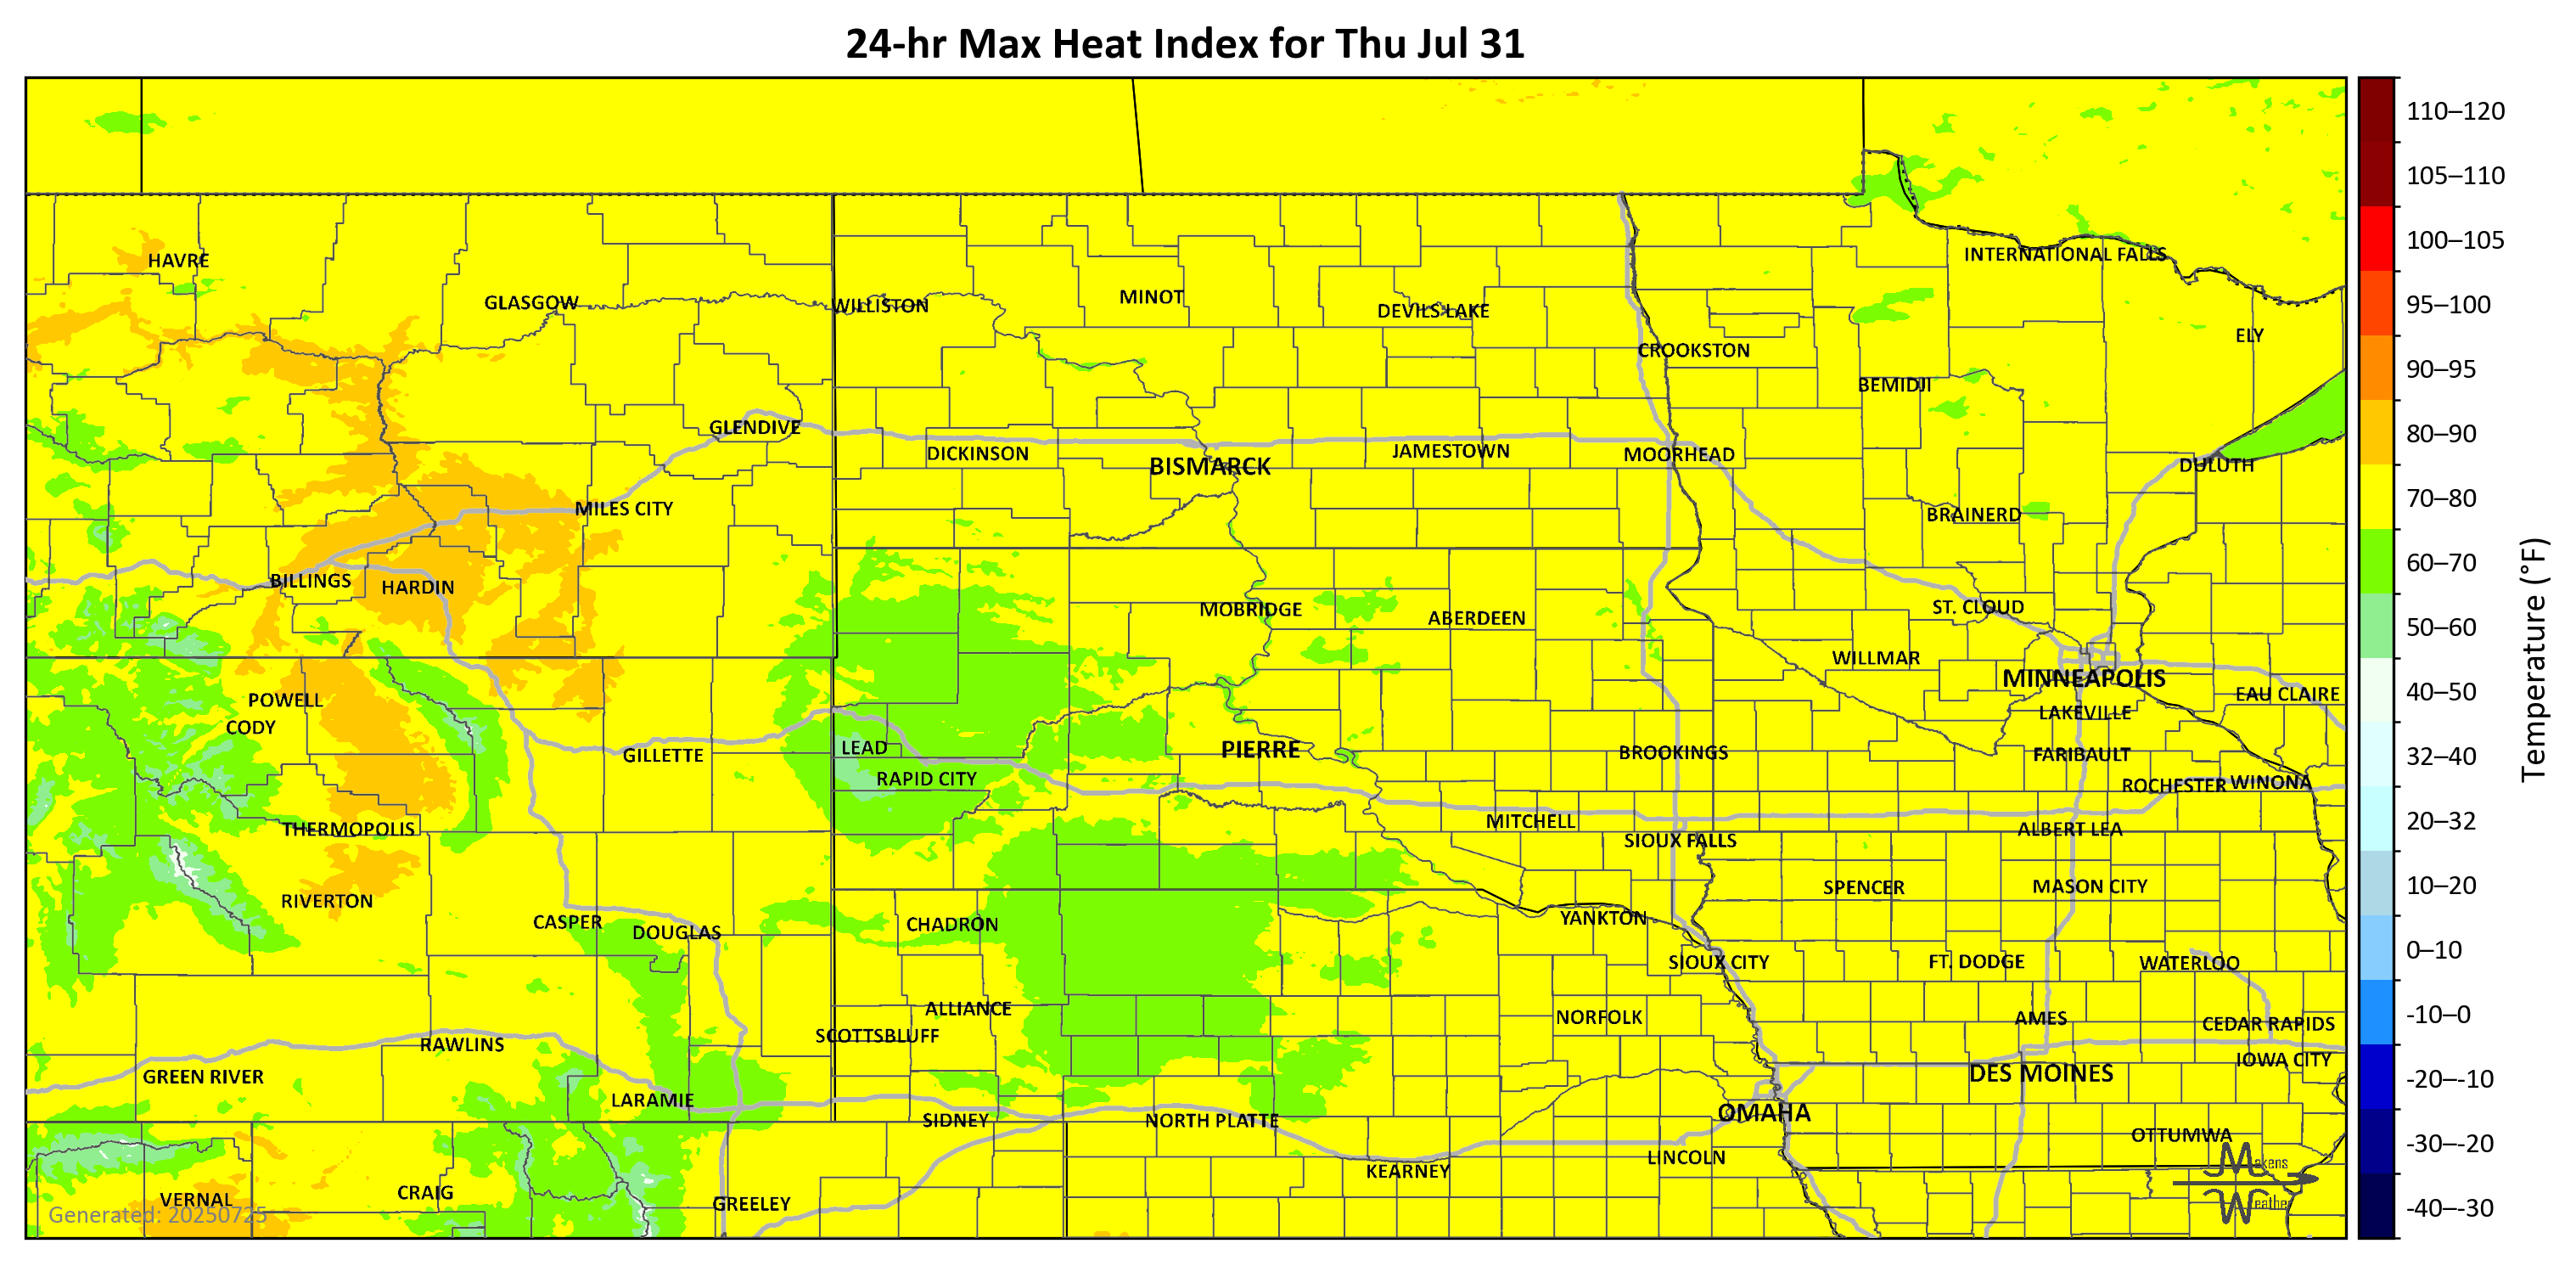 24-hr Max Heat Index for Thu Jul 31
110–120
105–110
100–105
95–100
90–95
80–90
70–80
60–70
50–60
40–50
32–40
20–32
10–20
0–10
-10–0
-20–-10
-30–-20
-40–-30
Temperature (°F)
HAVRE
INTERNATIONAL FALLS
GLASGOW
WILLISTON
MINOT
DEVILS LAKE
ELY
CROOKSTON
BEMIDJI
GLENDIVE
DICKINSON
BISMARCK
JAMESTOWN
MOORHEAD
DULUTH
MILES CITY
BRAINERD
BILLINGS
HARDIN
MOBRIDGE
ABERDEEN
ST. CLOUD
WILLMAR
MINNEAPOLIS
EAU CLAIRE
POWELL
CODY
LAKEVILLE
GILLETTE
LEAD
PIERRE
BROOKINGS
FARIBAULT
RAPID CITY
ROCHESTER
WINONA
THERMOPOLIS
MITCHELL
SIOUX FALLS
ALBERT LEA
RIVERTON
SPENCER
MASON CITY
CASPER
DOUGLAS
CHADRON
YANKTON
SIOUX CITY
FT. DODGE
WATERLOO
ALLIANCE
SCOTTSBLUFF
NORFOLK
AMES
CEDAR RAPIDS
RAWLINS
IOWA CITY
GREEN RIVER
DES MOINES
LARAMIE
SIDNEY
NORTH PLATTE
OMAHA
OTTUMWA
LINCOLN
KEARNEY
VERNAL
CRAIG
GREELEY
Generated: 20250725
Makens
Weather